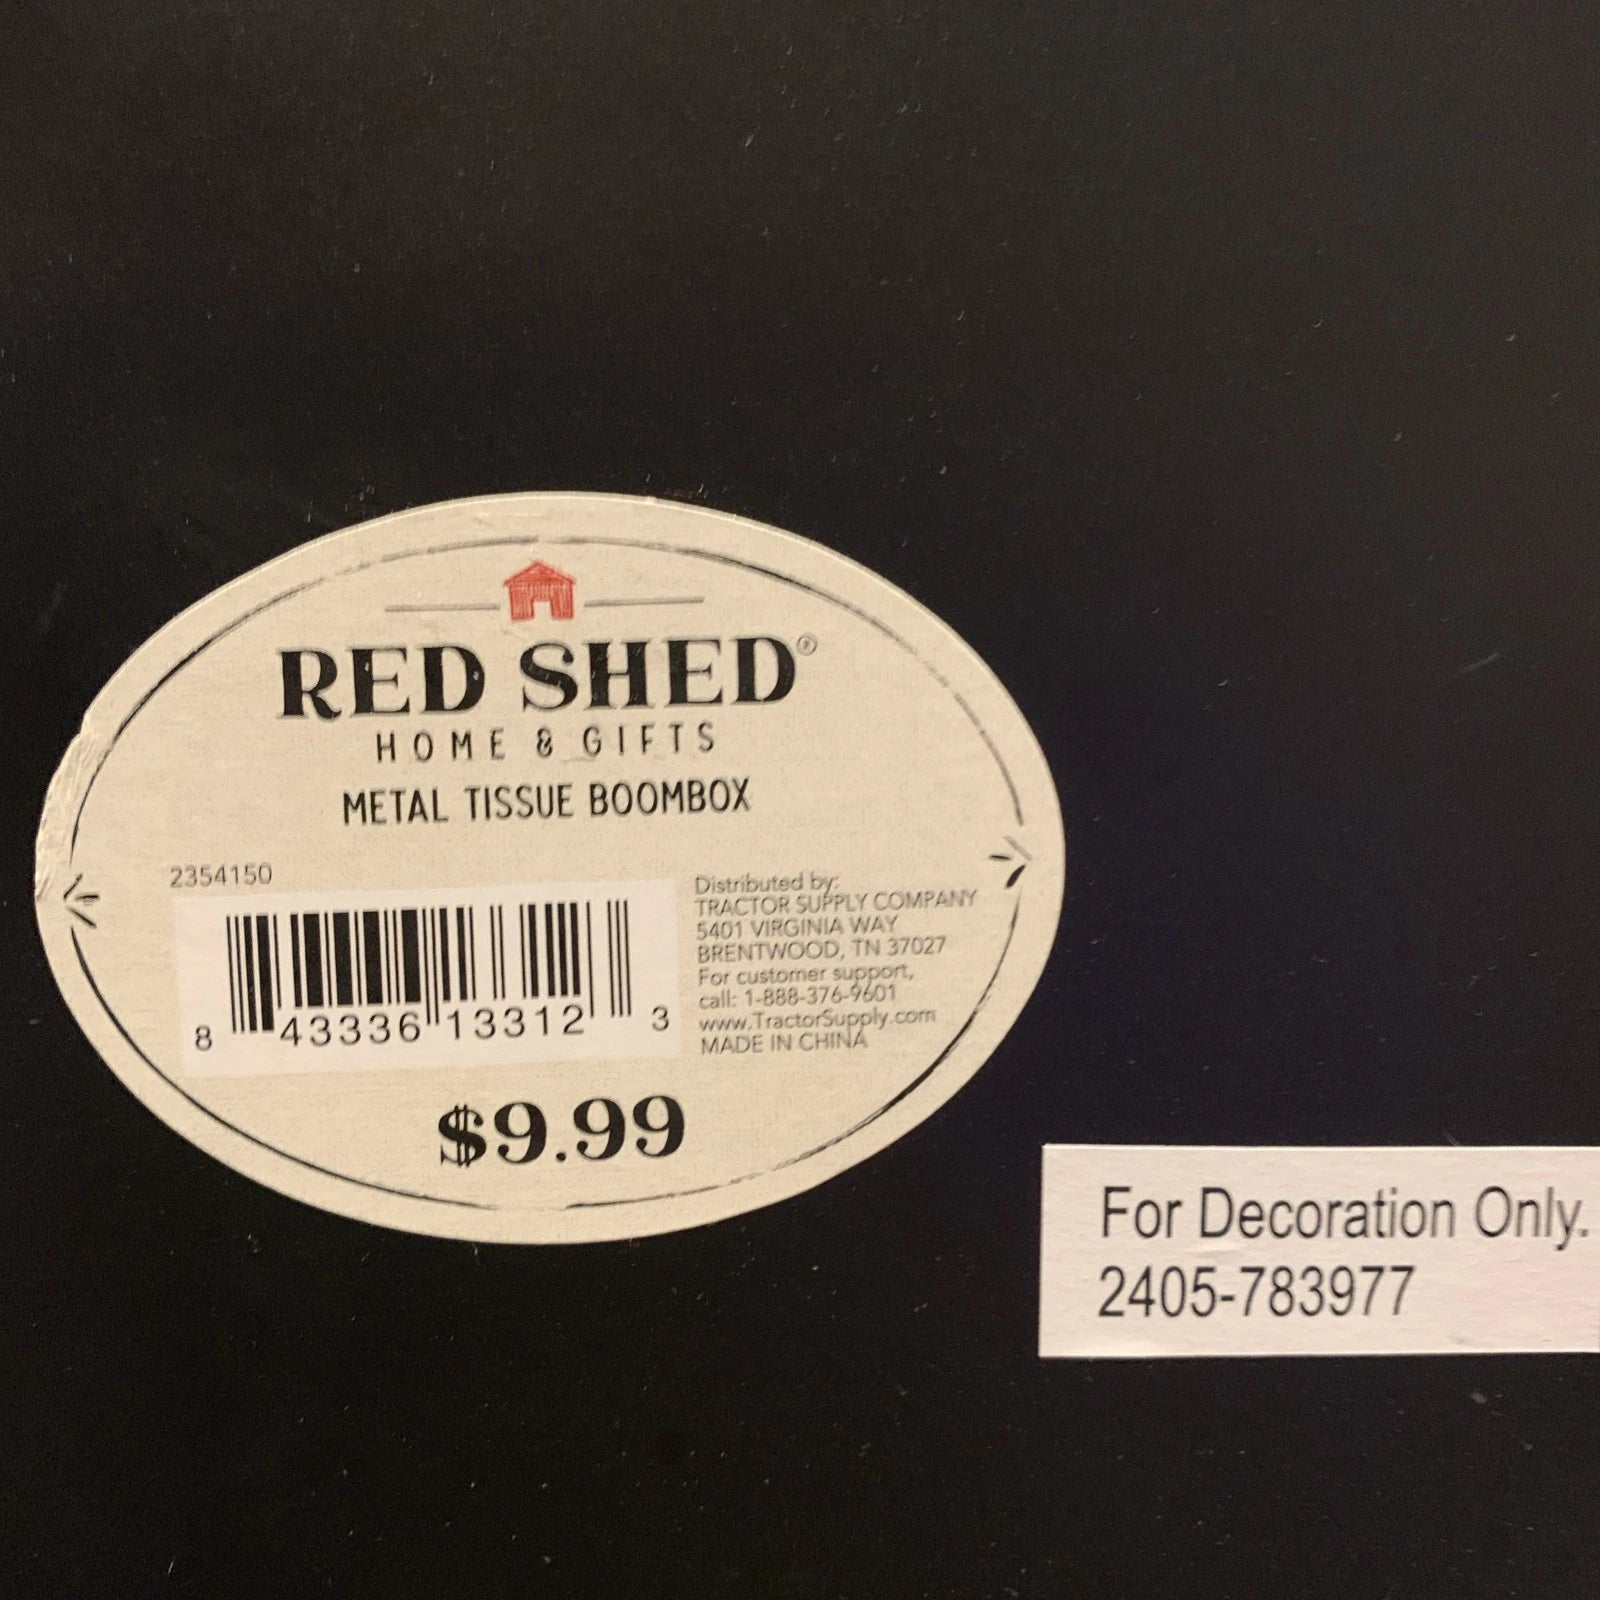 RED SHED®
HOME & GIFTS
METAL TISSUE BOOMBOX
2354150
8 43336 13312 3
Distributed by:
TRACTOR SUPPLY COMPANY
5401 VIRGINIA WAY
BRENTWOOD, TN 37027
For customer support,
call: 1-888-376-9601
www.TractorSupply.com
MADE IN CHINA
$9.99
For Decoration Only.
2405-783977